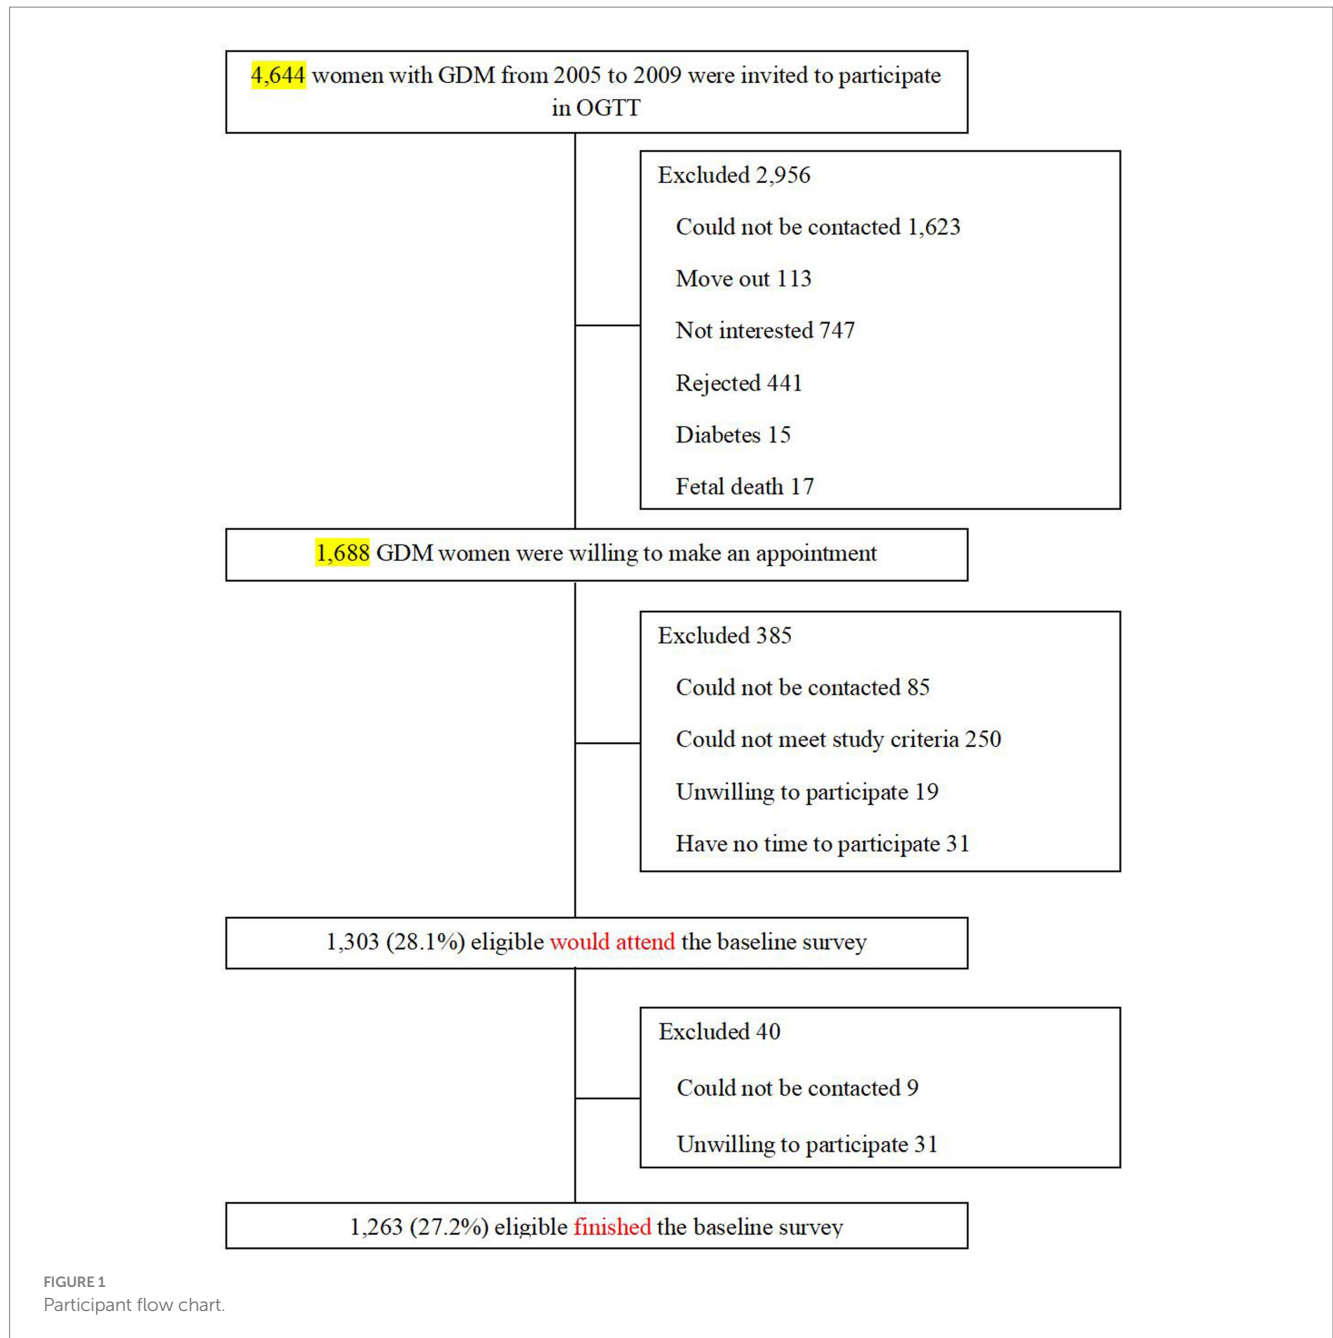 4,644 women with GDM from 2005 to 2009 were invited to participate
in OGTT
Excluded 2,956
Could not be contacted 1,623
Move out 113
Not interested 747
Rejected 441
Diabetes 15
Fetal death 17
1,688 GDM women were willing to make an appointment
Excluded 385
Could not be contacted 85
Could not meet study criteria 250
Unwilling to participate 19
Have no time to participate 31
1,303 (28.1%) eligible would attend the baseline survey
Excluded 40
Could not be contacted 9
Unwilling to participate 31
1,263 (27.2%) eligible finished the baseline survey
FIGURE 1
Participant flow chart.